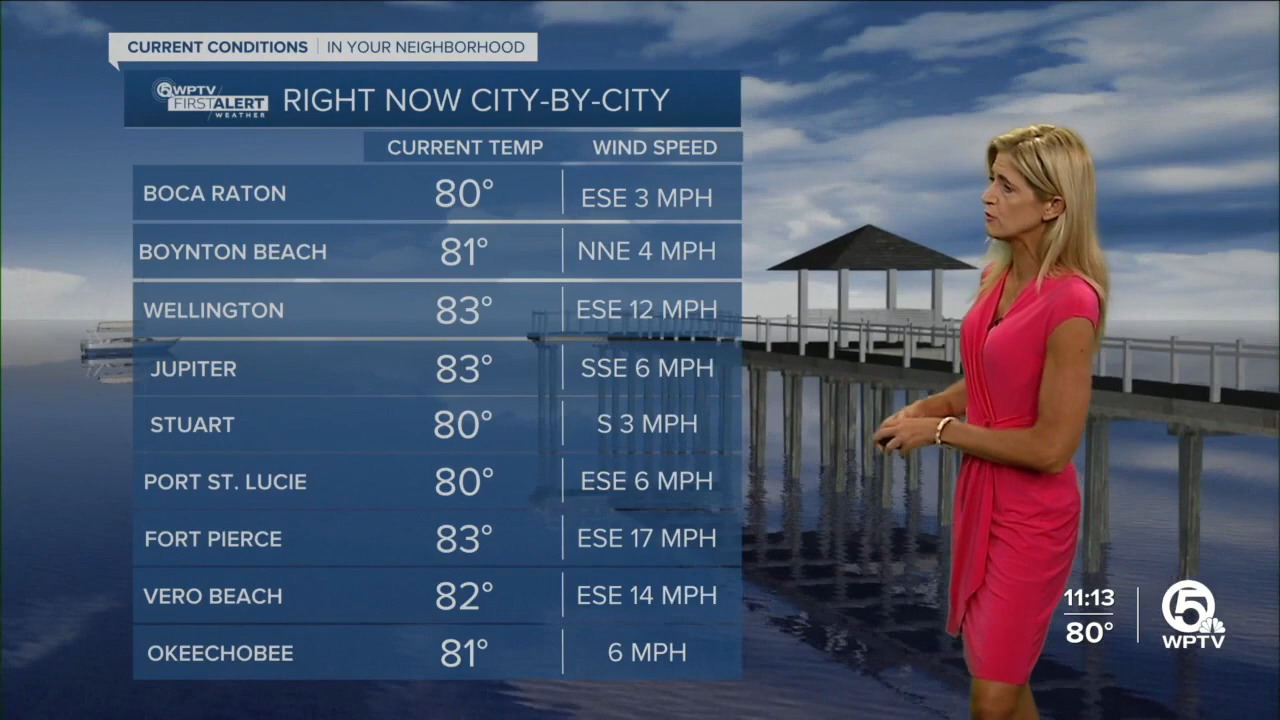 CURRENT CONDITIONS | IN YOUR NEIGHBORHOOD
5 WPTV
FIRST ALERT
WEATHER
RIGHT NOW CITY-BY-CITY
CURRENT TEMP WIND SPEED
BOCA RATON 80° ESE 3 MPH
BOYNTON BEACH 81° NNE 4 MPH
WELLINGTON 83° ESE 12 MPH
JUPITER 83° SSE 6 MPH
STUART 80° S 3 MPH
PORT ST. LUCIE 80° ESE 6 MPH
FORT PIERCE 83° ESE 17 MPH
VERO BEACH 82° ESE 14 MPH
OKEECHOBEE 81° 6 MPH
11:13
80°
5
WPTV